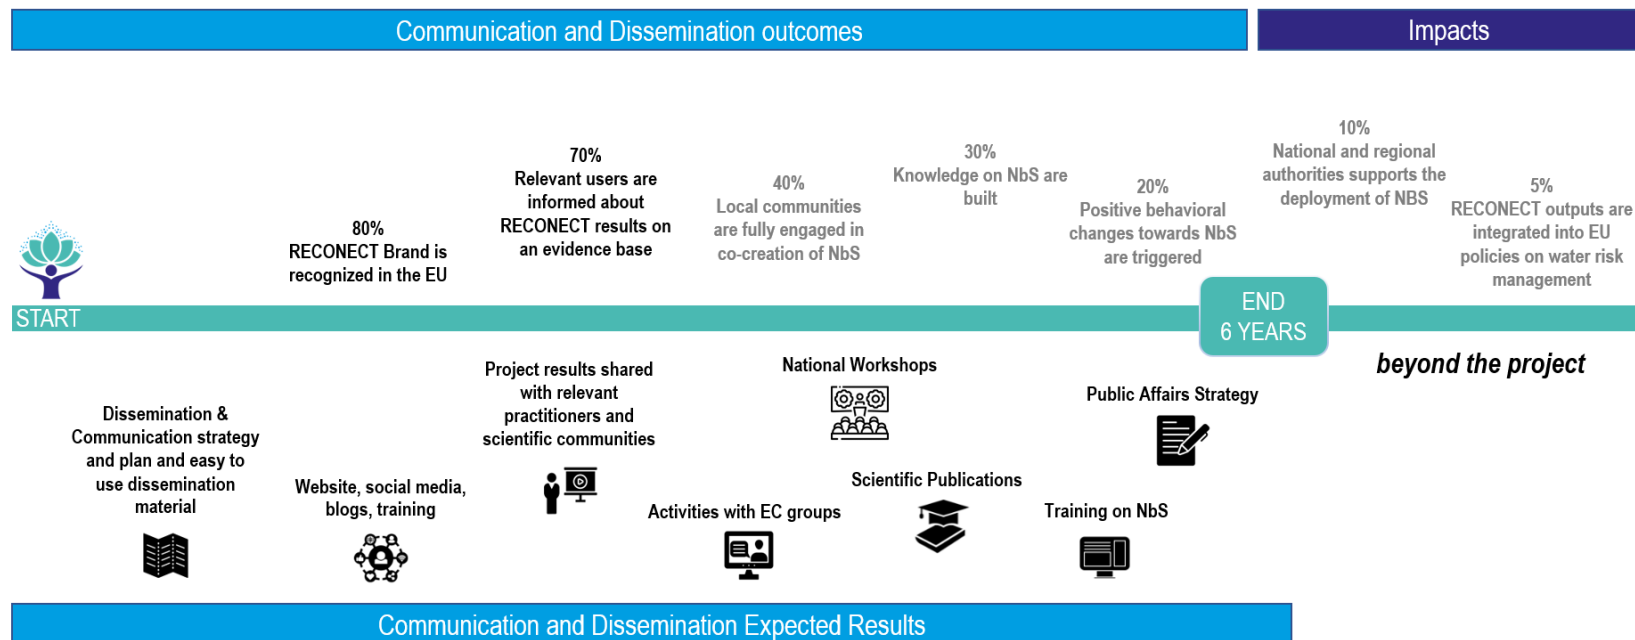 Communication and Dissemination outcomes
Impacts
80%
RECONECT Brand is
recognized in the EU
70%
Relevant users are
informed about
RECONECT results on
an evidence base
40%
Local communities
are fully engaged in
co-creation of NbS
30%
Knowledge on NbS are
built
20%
Positive behavioral
changes towards NbS
are triggered
10%
National and regional
authorities supports the
deployment of NBS
5%
RECONECT outputs are
integrated into EU
policies on water risk
management
START
END
6 YEARS
beyond the project
Dissemination &
Communication strategy
and plan and easy to
use dissemination
material
Website, social media,
blogs, training
Project results shared
with relevant
practitioners and
scientific communities
Activities with EC groups
National Workshops
Scientific Publications
Public Affairs Strategy
Training on NbS
Communication and Dissemination Expected Results